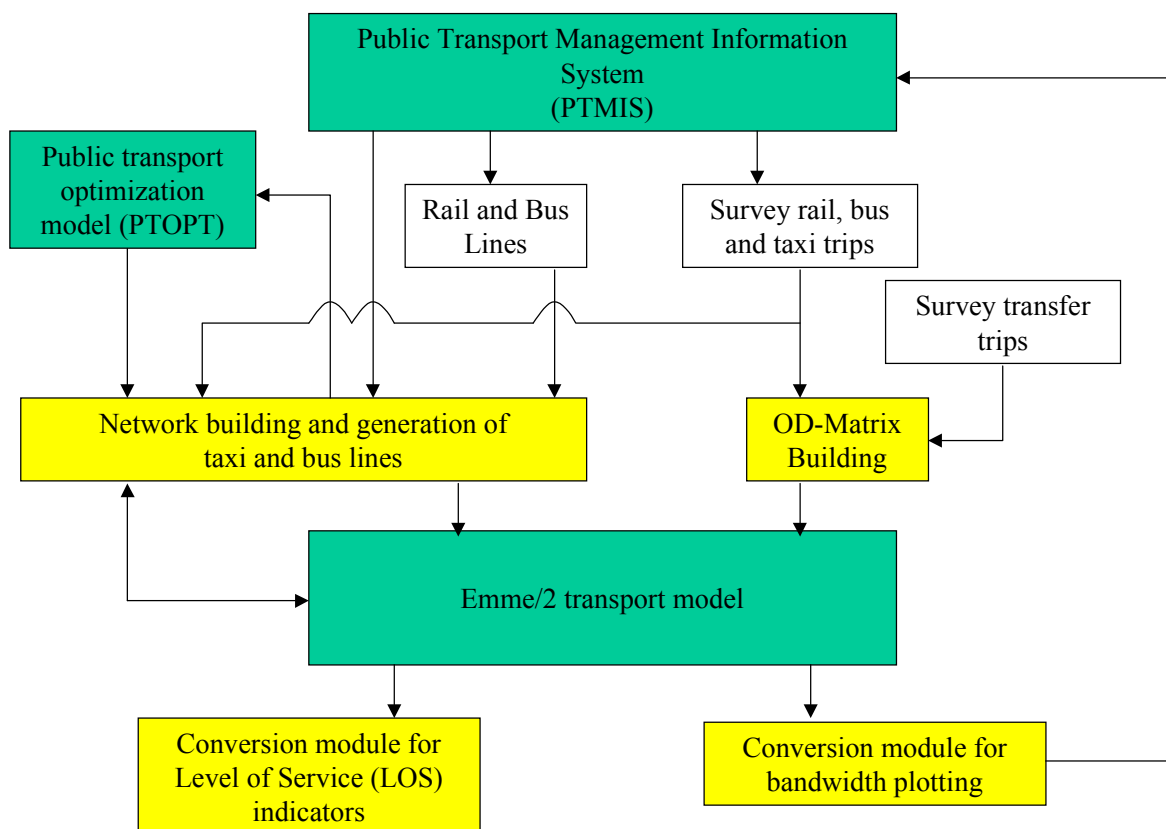 Public Transport Management Information
System
(PTMIS)
Public transport
optimization
model (PTOPT)
Rail and Bus
Lines
Survey rail, bus
and taxi trips
Survey transfer
trips
Network building and generation of
taxi and bus lines
OD-Matrix
Building
Emme/2 transport model
Conversion module for
Level of Service (LOS)
indicators
Conversion module for
bandwidth plotting